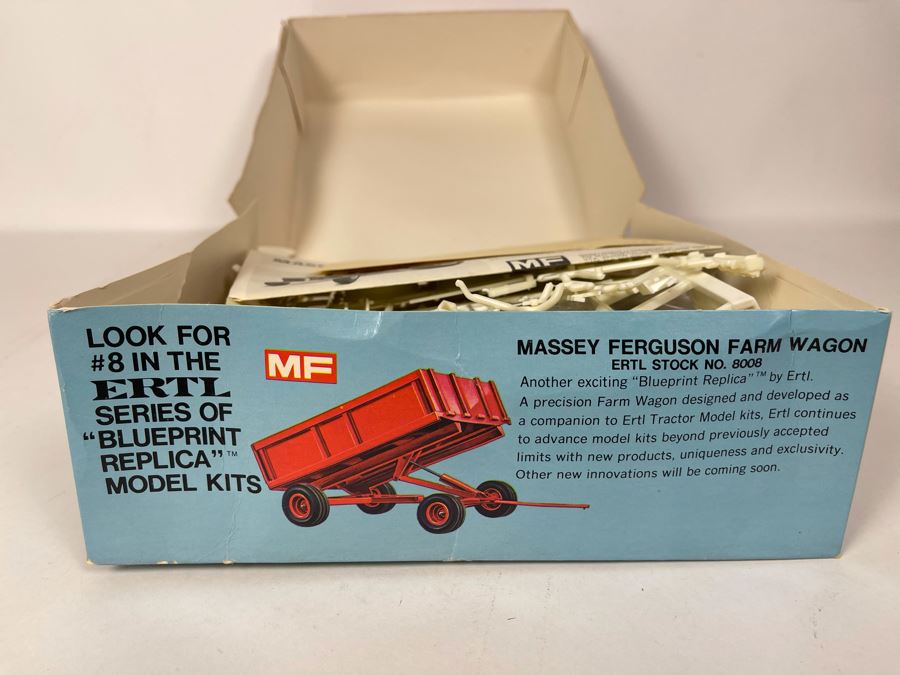 MF
LOOK FOR
#8 IN THE
ERTL
SERIES OF
“BLUEPRINT
REPLICA”™
MODEL KITS
MF
MASSEY FERGUSON FARM WAGON
ERTL STOCK NO. 8008
Another exciting “Blueprint Replica”™ by Ertl.
A precision Farm Wagon designed and developed as
a companion to Ertl Tractor Model kits, Ertl continues
to advance model kits beyond previously accepted
limits with new products, uniqueness and exclusivity.
Other new innovations will be coming soon.